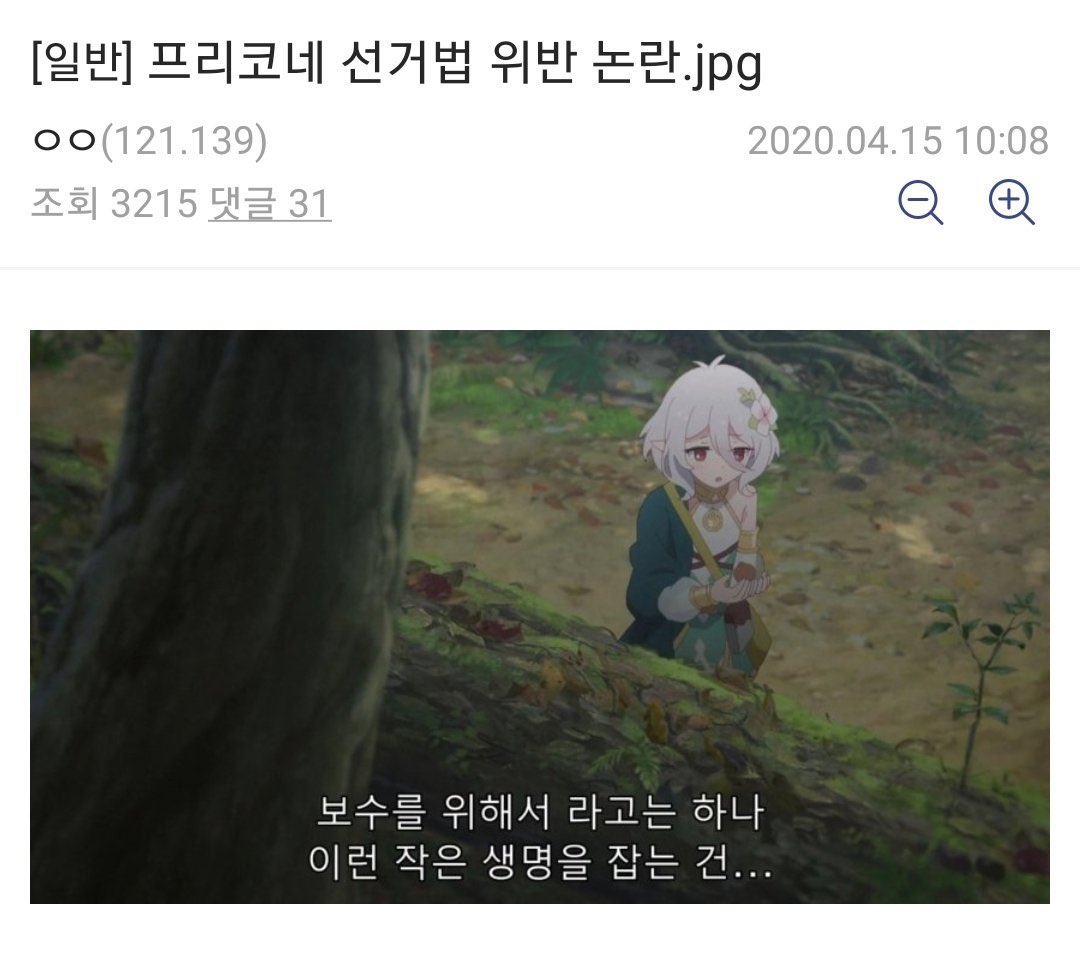 [일반] 프리코네 선거법 위반 논란.jpg
ㅇㅇ(121.139)
2020.04.15 10:08
조회 3215 댓글 31
보수를 위해서 라고는 하나
이런 작은 생명을 잡는 건...